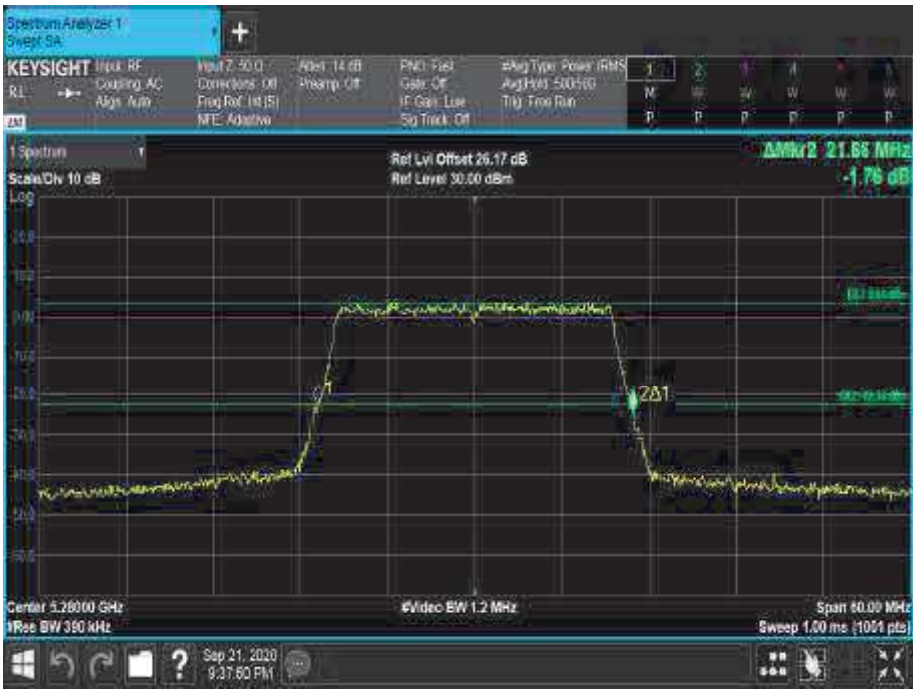 Spectrum Analyzer 1
Swept SA
+
KEYSIGHT Input: RF
Coupling: AC
Align: Auto
Input Z: 50 Ω
Corrections: Off
Freq Ref: Int (S)
NFE: Adaptive
Atten: 14 dB
Preamp: Off
PNO: Fast
Gate: Off
IF Gain: Low
Sig Track: Off
#Avg Type: Power (RMS
Avg|Hold: 500/500
Trig: Free Run
1 2
M W W W W W
P P P P P P
1 Spectrum
Scale/Div 10 dB
Log
Ref Lvl Offset 26.17 dB
Ref Level 30.00 dBm
ΔMkr2 21.66 MHz
-1.76 dB
2Δ1
Center 5.28000 GHz
#Res BW 390 kHz
#Video BW 1.2 MHz
Span 60.00 MHz
Sweep 1.00 ms (1001 pts)
?
Sep 21, 2020